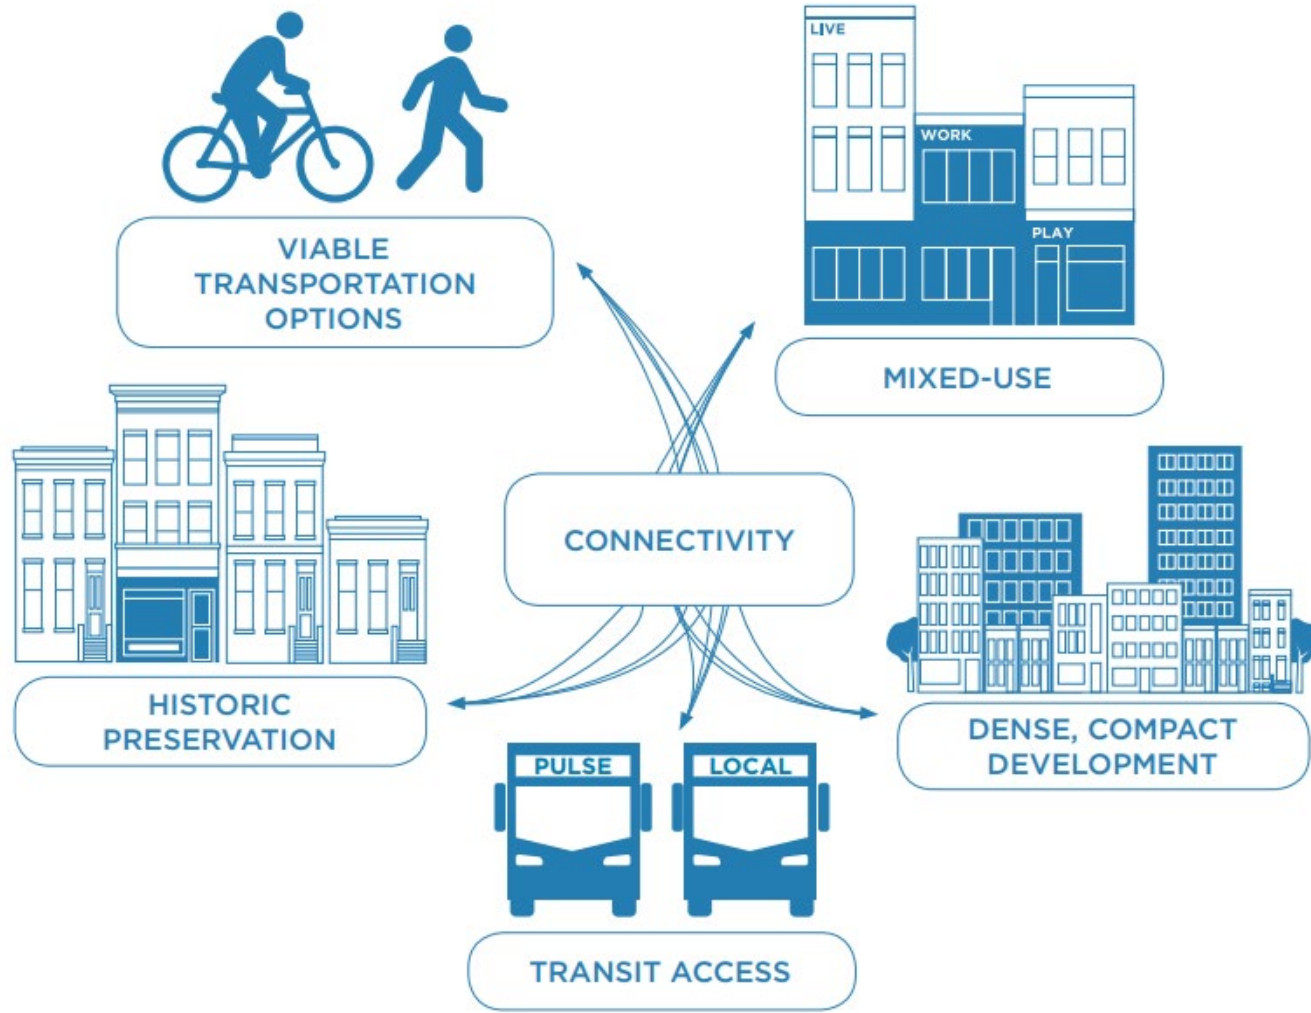 LIVE
WORK
PLAY
VIABLE
TRANSPORTATION
OPTIONS
MIXED-USE
CONNECTIVITY
HISTORIC
PRESERVATION
DENSE, COMPACT
DEVELOPMENT
PULSE
LOCAL
TRANSIT ACCESS